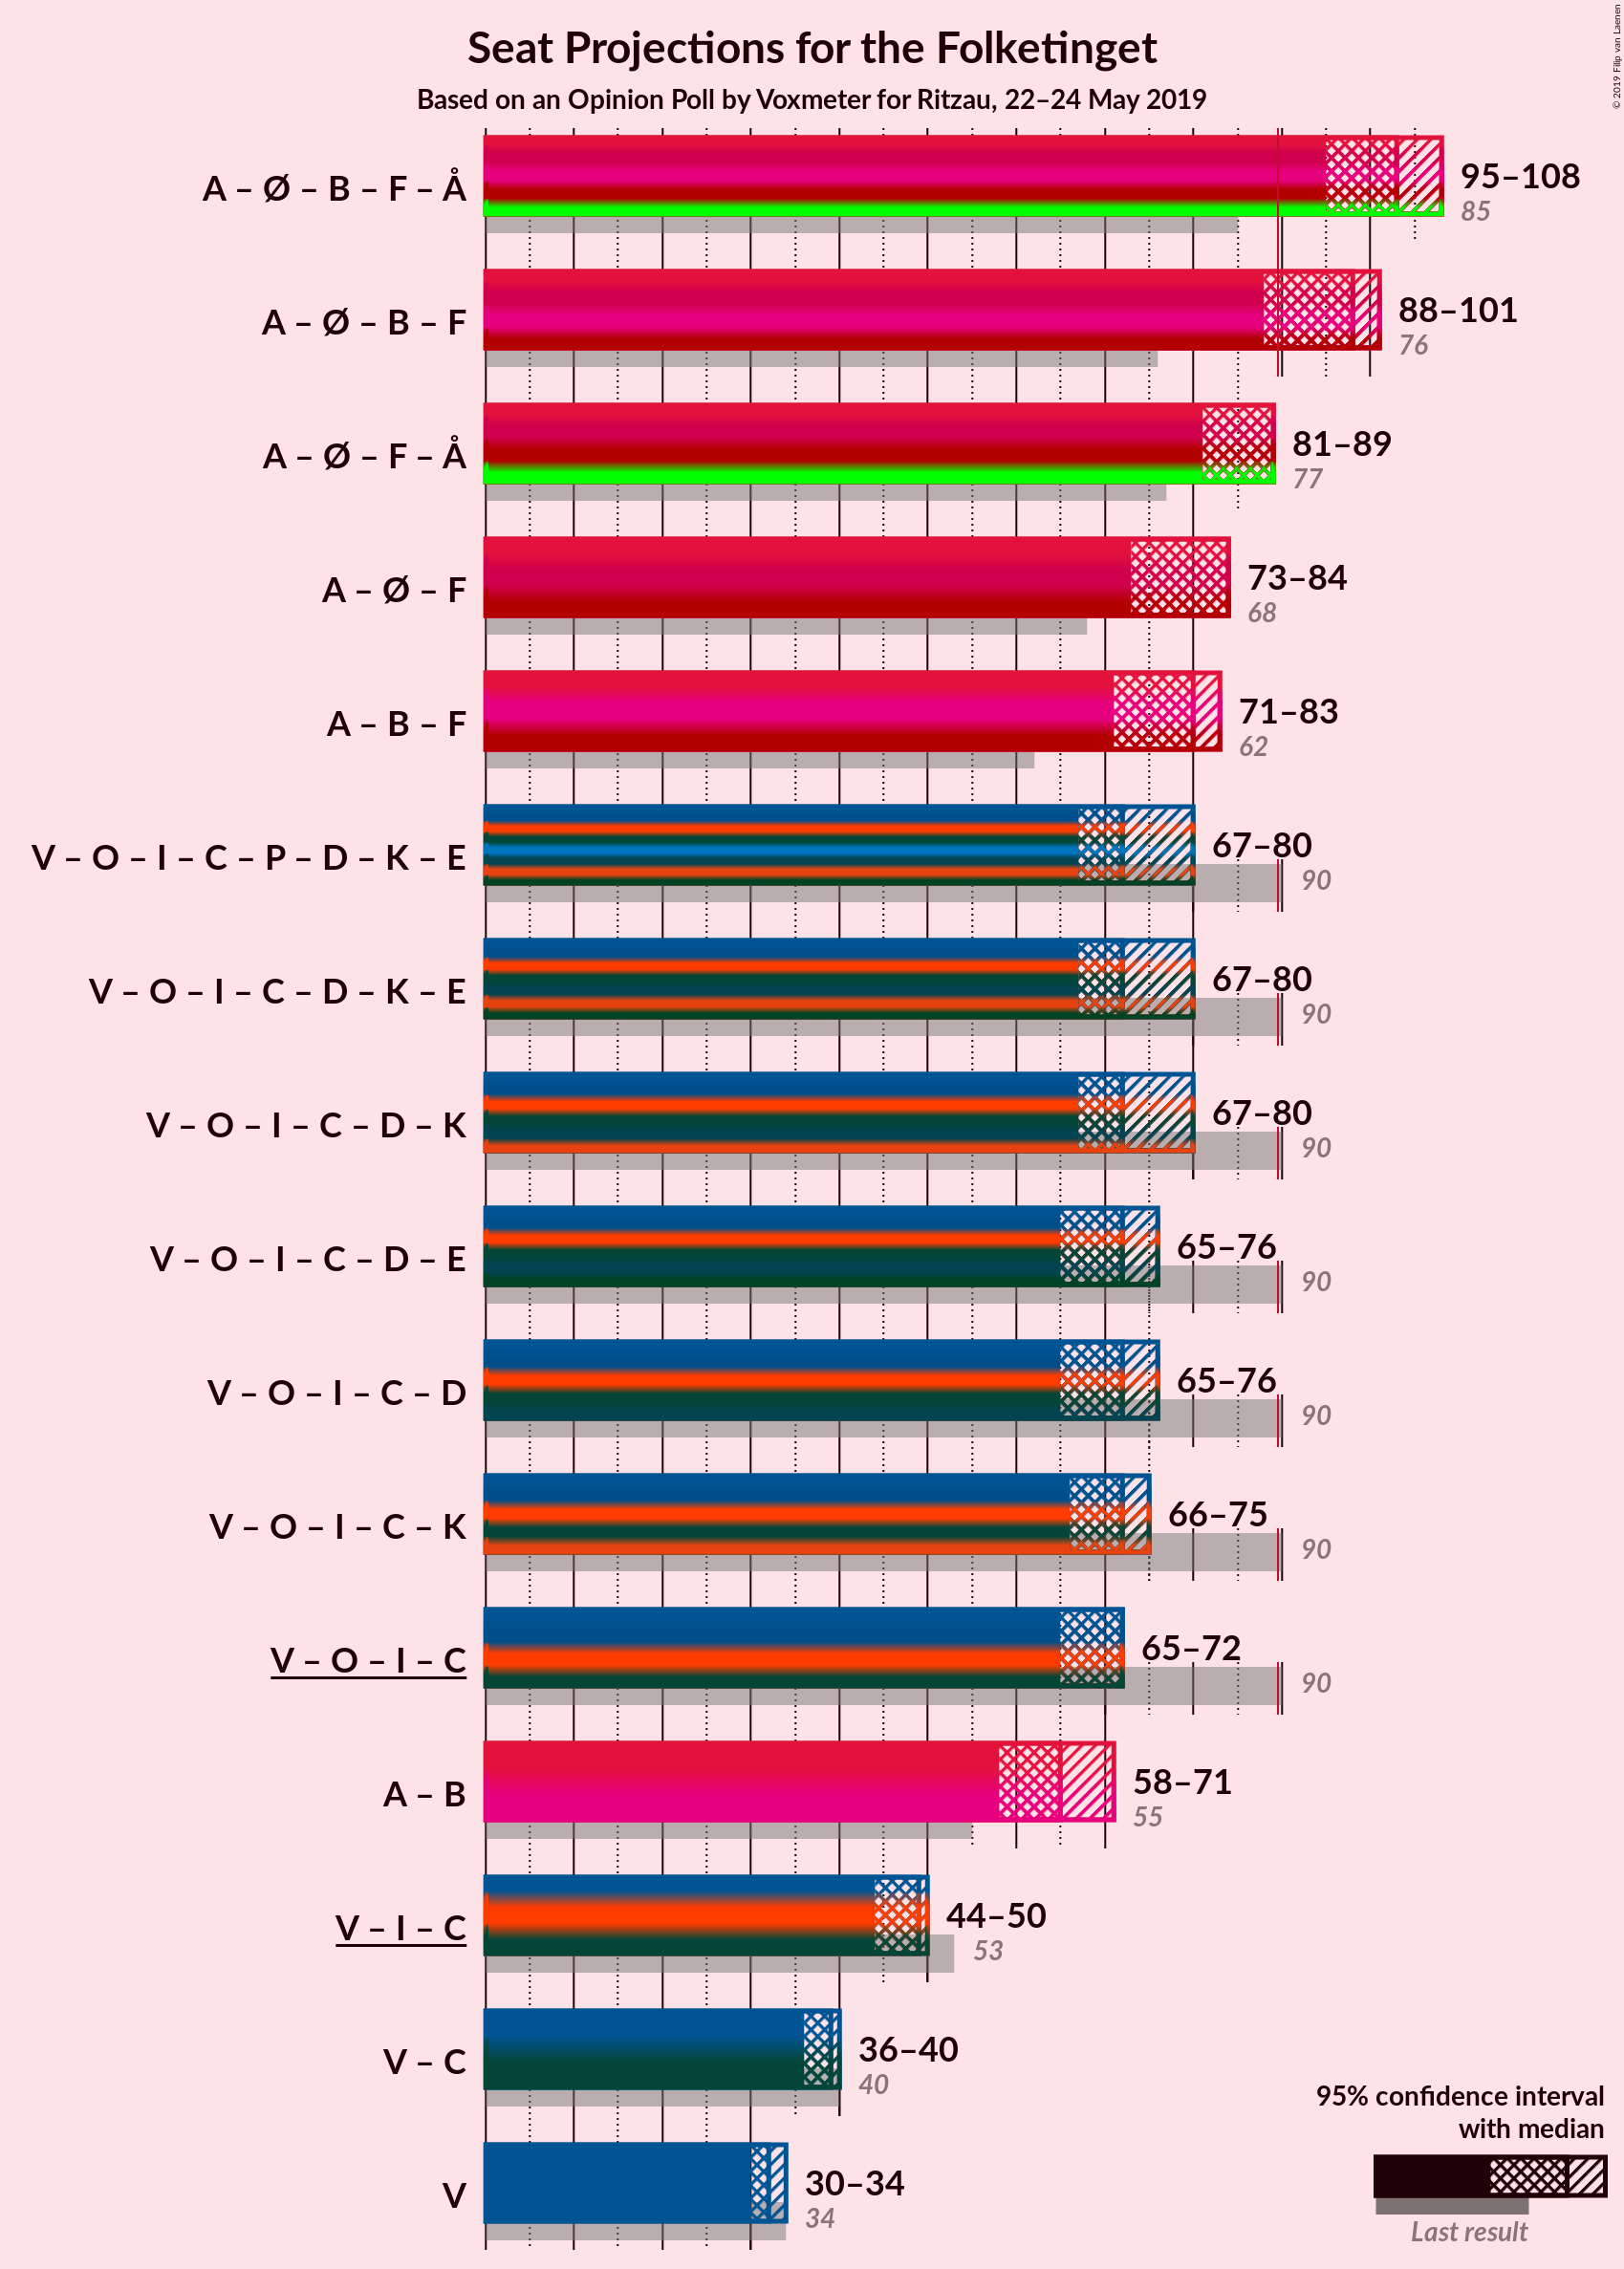 Seat Projections for the Folketinget
Based on an Opinion Poll by Voxmeter for Ritzau, 22–24 May 2019
© 2019 Filip van Laenen
A – Ø – B – F – Å
95–108
85
A – Ø – B – F
88–101
76
A – Ø – F – Å
81–89
77
A – Ø – F
73–84
68
A – B – F
71–83
62
V – O – I – C – P – D – K – E
67–80
90
V – O – I – C – D – K – E
67–80
90
V – O – I – C – D – K
67–80
90
V – O – I – C – D – E
65–76
90
V – O – I – C – D
65–76
90
V – O – I – C – K
66–75
90
V – O – I – C
65–72
90
A – B
58–71
55
V – I – C
44–50
53
V – C
36–40
40
V
30–34
34
95% confidence interval
with median
Last result